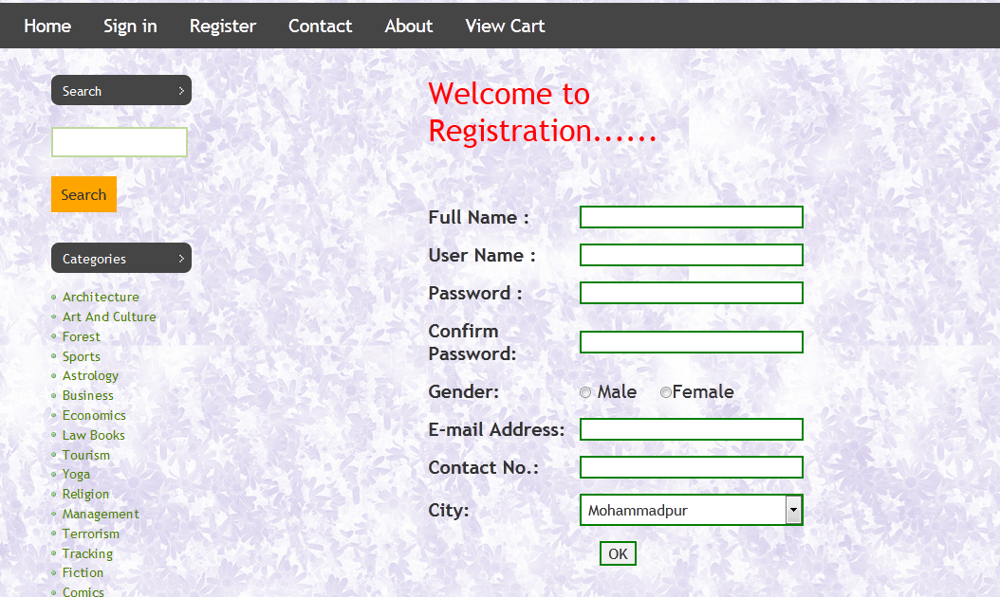 Home Sign in Register Contact About View Cart
Search
Search
Categories
Architecture
Art And Culture
Forest
Sports
Astrology
Business
Economics
Law Books
Tourism
Yoga
Religion
Management
Terrorism
Tracking
Fiction
Comics
Welcome to
Registration......
Full Name :
User Name :
Password :
Confirm
Password:
Gender: Male Female
E-mail Address:
Contact No.:
City: Mohammadpur
OK